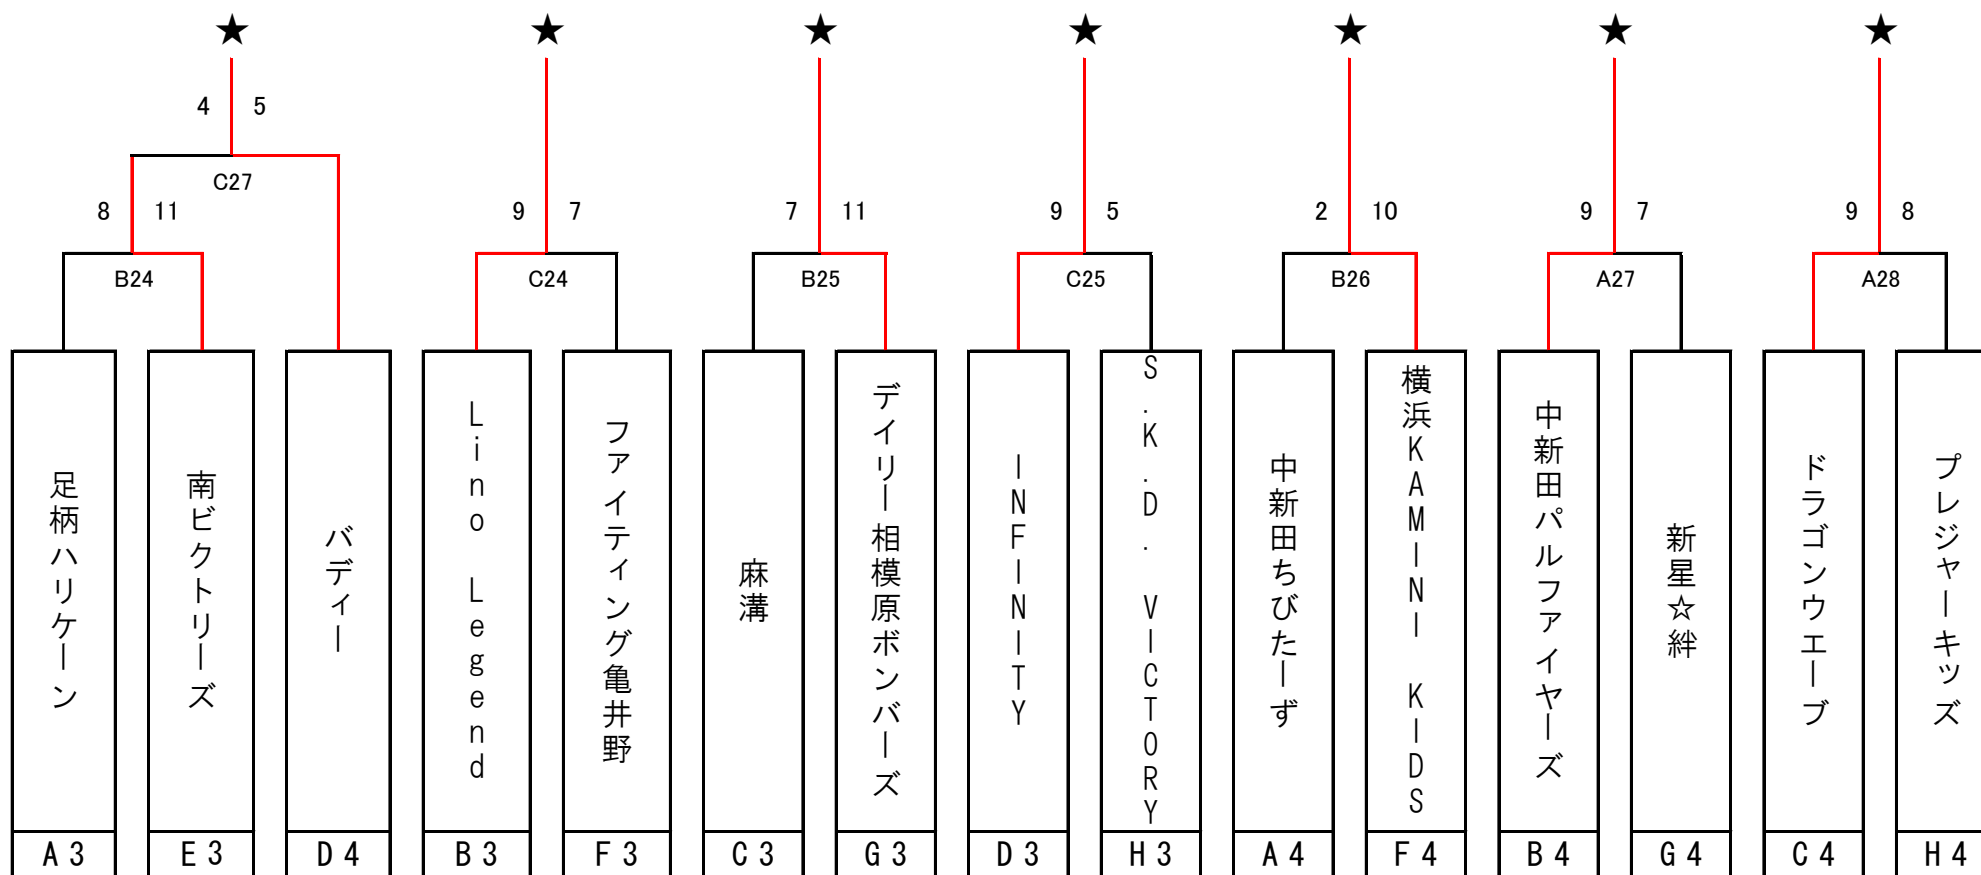 ★ ★ ★ ★ ★ ★ ★
4 5
C27
8 11 9 7 7 11 9 5 2 10 9 7 9 8
B24 C24 B25 C25 B26 A27 A28
足柄ハリケーン
南ビクトリーズ
バディー
Lino Legend
ファイティング亀井野
麻溝
デイリー相模原ボンバーズ
INFINITY
S.K.D. VICTORY
中新田ちびたーず
横浜KAMINI KIDS
中新田パルファイヤーズ
新星☆絆
ドラゴンウエーブ
プレジャーキッズ
A3 E3 D4 B3 F3 C3 G3 D3 H3 A4 F4 B4 G4 C4 H4